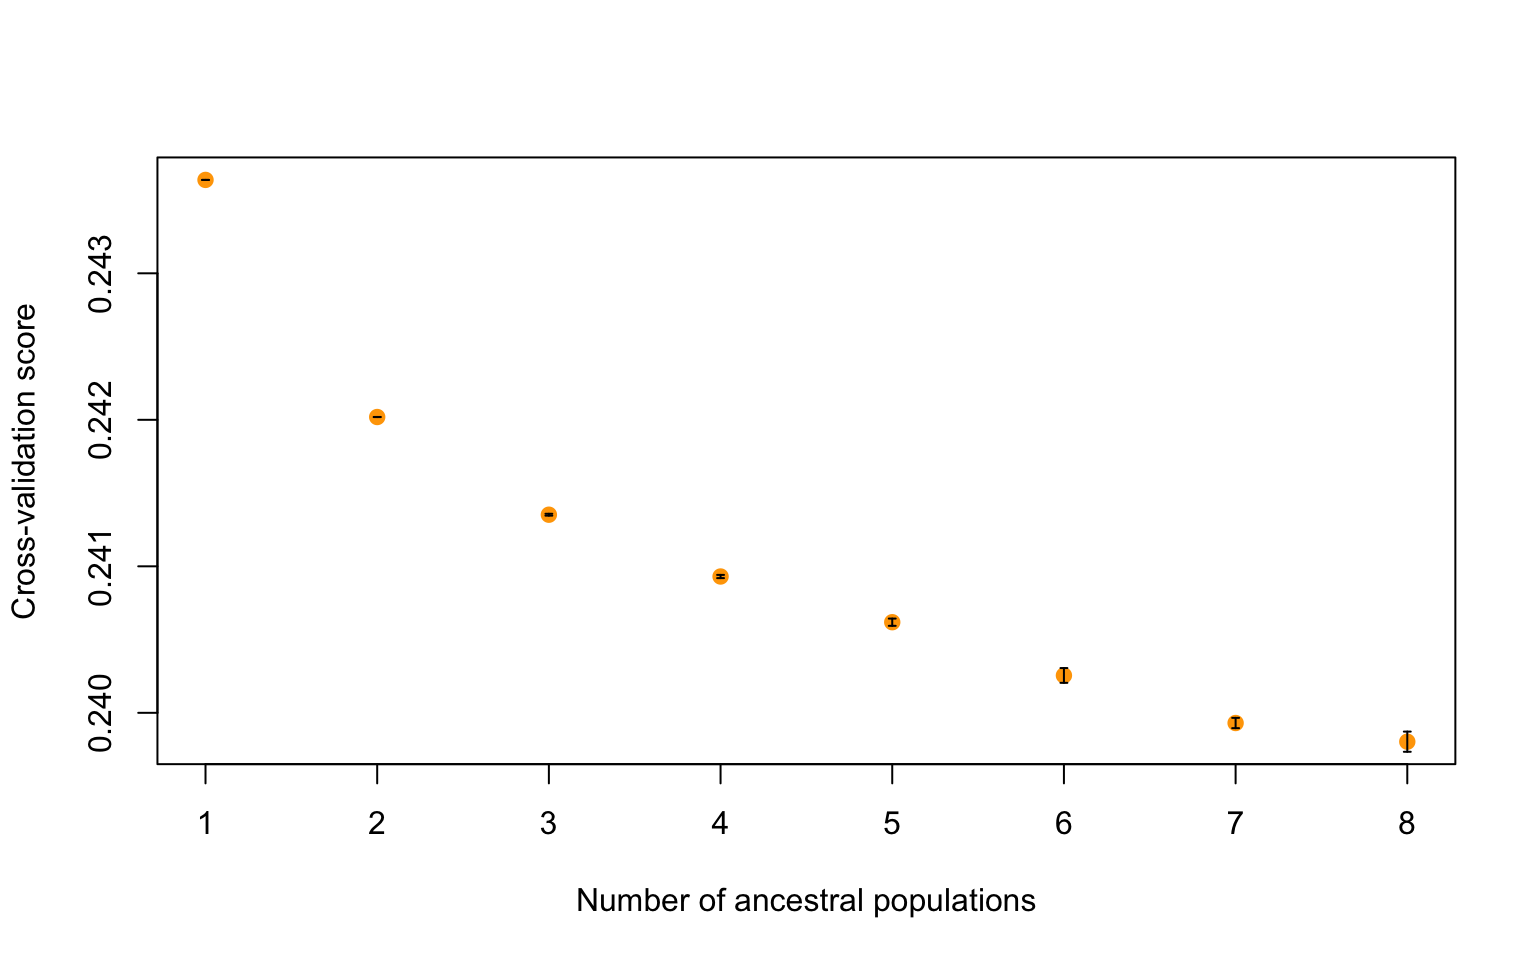 Cross-validation score
0.243
0.242
0.241
0.240
1 2 3 4 5 6 7 8
Number of ancestral populations